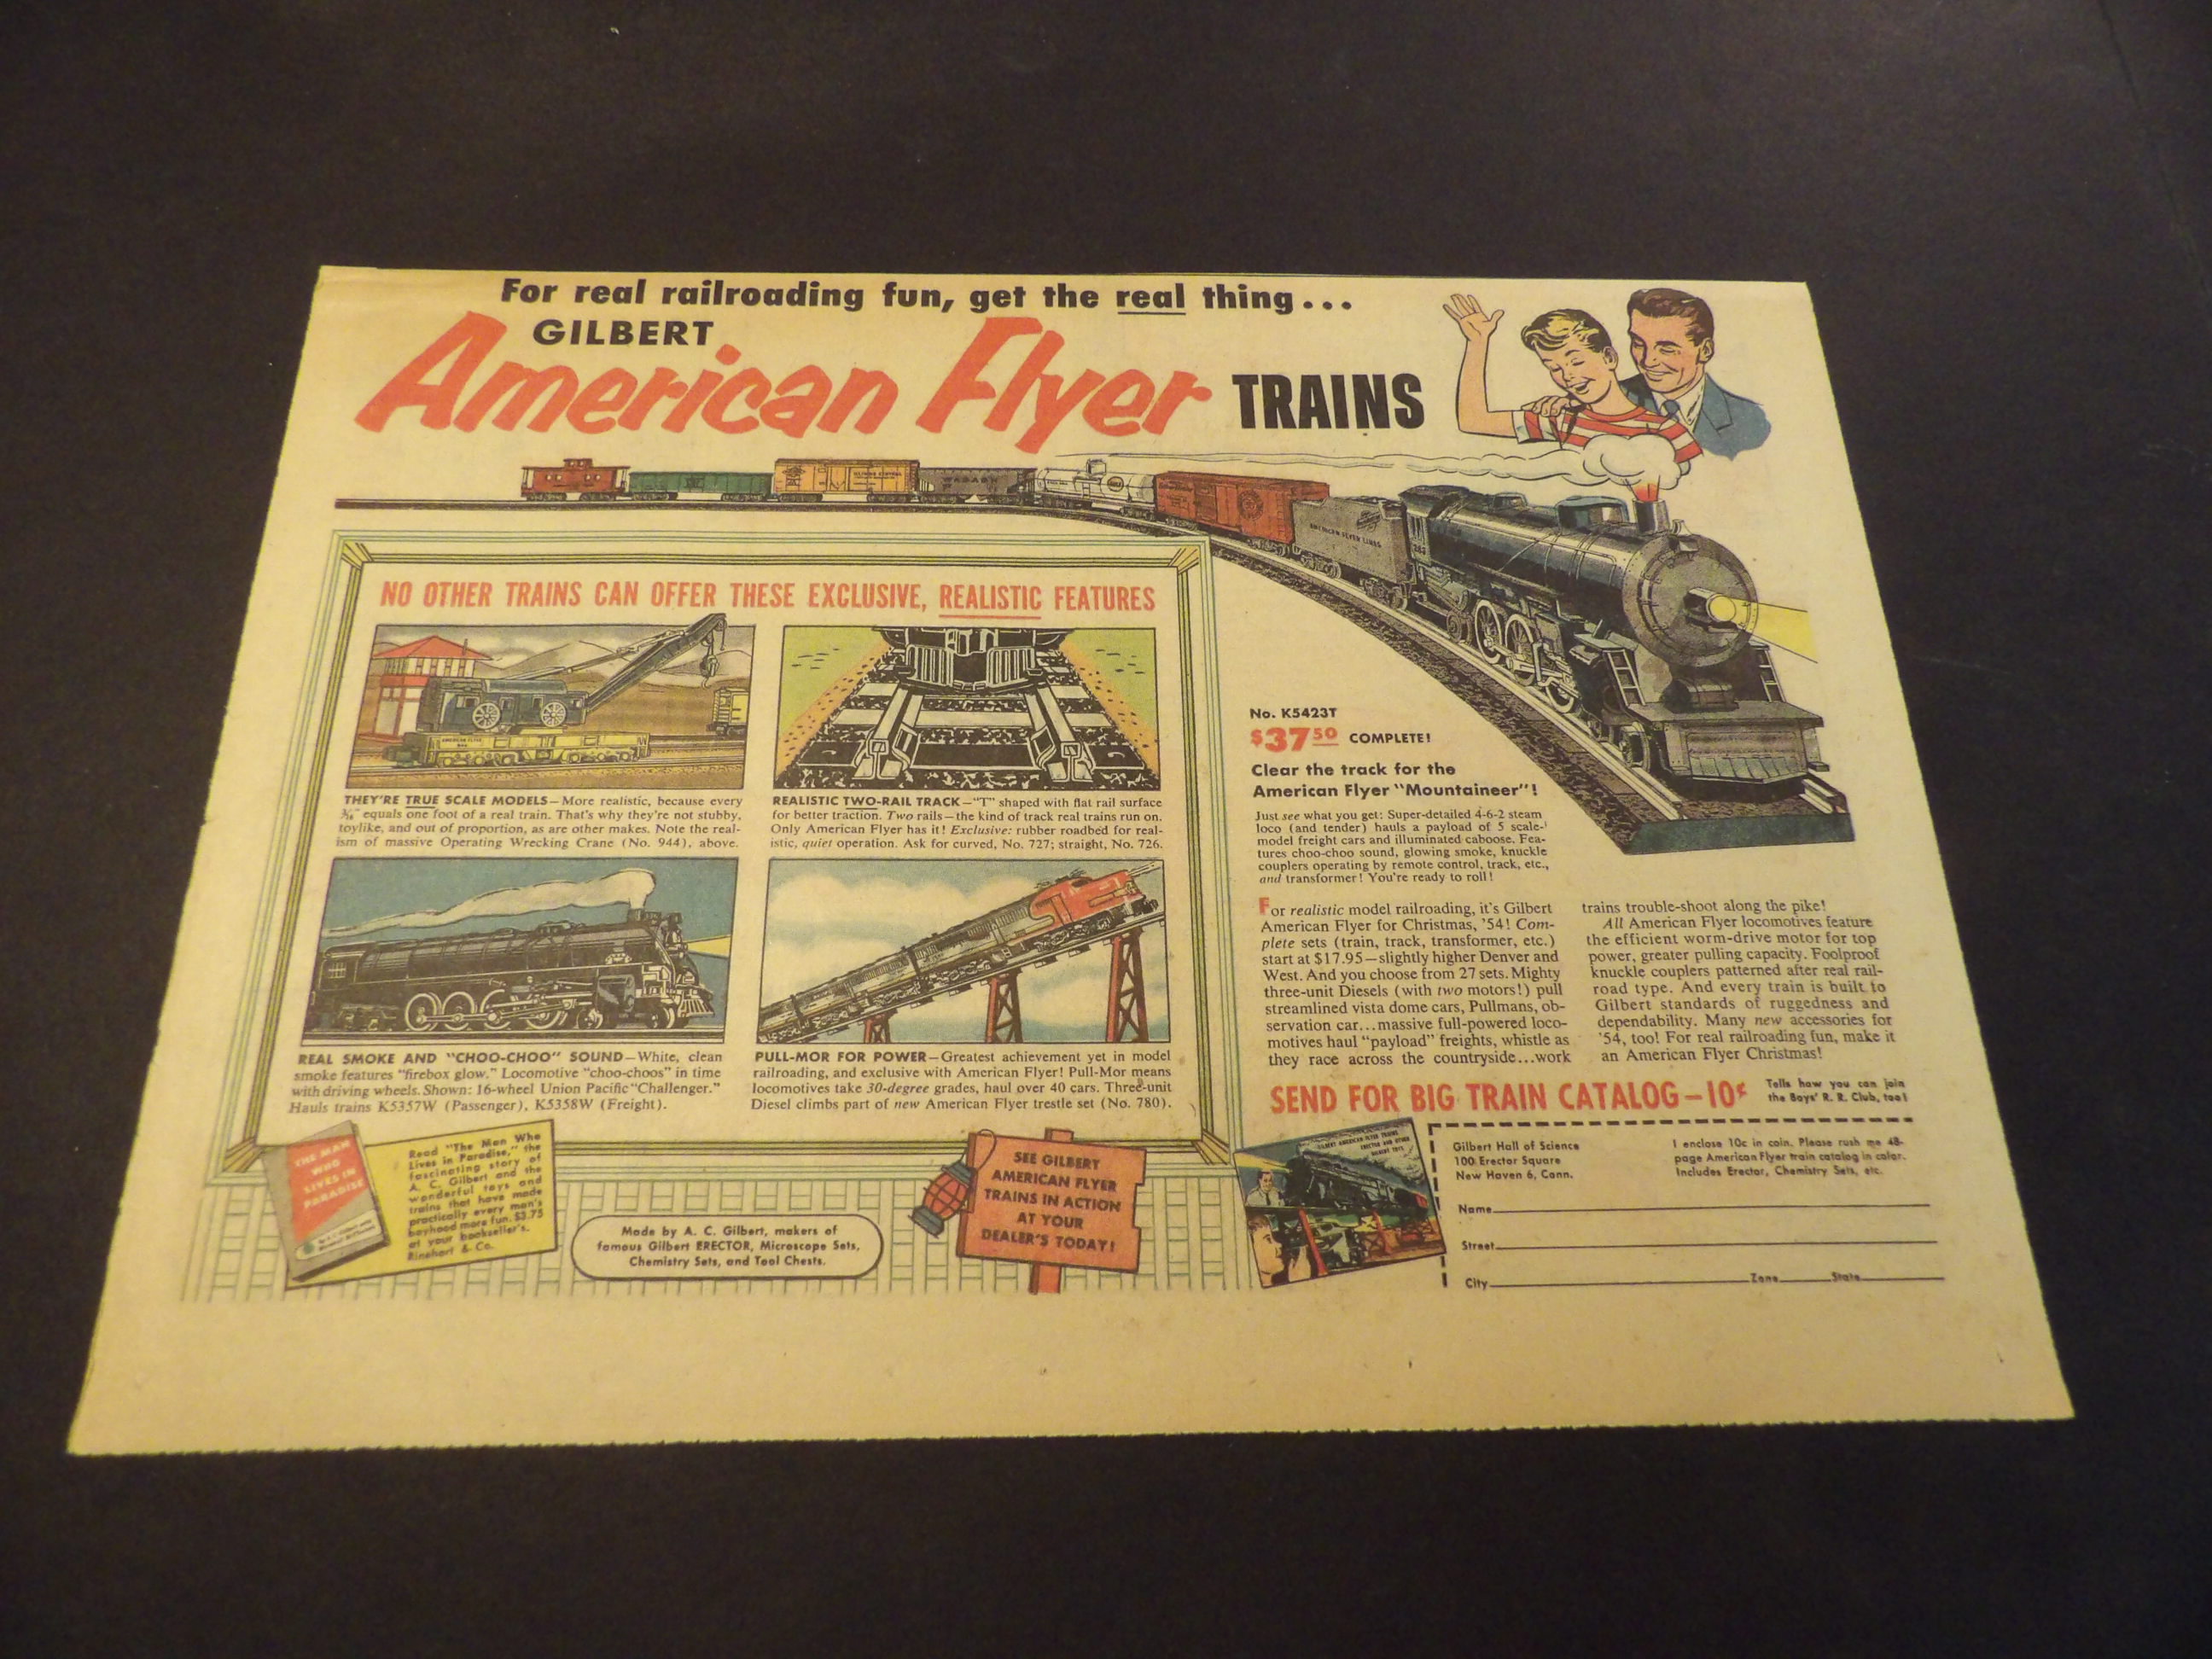 For real railroading fun, get the real thing...
GILBERT
American Flyer TRAINS
ILLINOIS CENTRAL
WABASH
AMERICAN FLYER LINES
NO OTHER TRAINS CAN OFFER THESE EXCLUSIVE, REALISTIC FEATURES
AMERICAN FLYER
THEY'RE TRUE SCALE MODELS—More realistic, because every
3/16" equals one foot of a real train. That's why they're not stubby,
toylike, and out of proportion, as are other makes. Note the real-
ism of massive Operating Wrecking Crane (No. 944), above.
REALISTIC TWO-RAIL TRACK—"T" shaped with flat rail surface
for better traction. Two rails—the kind of track real trains run on.
Only American Flyer has it! Exclusive: rubber roadbed for real-
istic, quiet operation. Ask for curved, No. 727; straight, No. 726.
REAL SMOKE AND "CHOO-CHOO" SOUND—White, clean
smoke features "firebox glow." Locomotive "choo-choos" in time
with driving wheels. Shown: 16-wheel Union Pacific "Challenger."
Hauls trains K5357W (Passenger), K5358W (Freight).
PULL-MOR FOR POWER—Greatest achievement yet in model
railroading, and exclusive with American Flyer! Pull-Mor means
locomotives take 30-degree grades, haul over 40 cars. Three-unit
Diesel climbs part of new American Flyer trestle set (No. 780).
No. K5423T
$37.50 COMPLETE!
Clear the track for the
American Flyer "Mountaineer"!
Just see what you get: Super-detailed 4-6-2 steam
loco (and tender) hauls a payload of 5 scale-
model freight cars and illuminated caboose. Fea-
tures choo-choo sound, glowing smoke, knuckle
couplers operating by remote control, track, etc.,
and transformer! You're ready to roll!
For realistic model railroading, it's Gilbert
American Flyer for Christmas, '54! Com-
plete sets (train, track, transformer, etc.)
start at $17.95—slightly higher Denver and
West. And you choose from 27 sets. Mighty
three-unit Diesels (with two motors!) pull
streamlined vista dome cars, Pullmans, ob-
servation car...massive full-powered loco-
motives haul "payload" freights, whistle as
they race across the countryside...work
trains trouble-shoot along the pike!
All American Flyer locomotives feature
the efficient worm-drive motor for top
power, greater pulling capacity. Foolproof
knuckle couplers patterned after real rail-
road type. And every train is built to
Gilbert standards of ruggedness and
dependability. Many new accessories for
'54, too! For real railroading fun, make it
an American Flyer Christmas!
SEND FOR BIG TRAIN CATALOG—10¢
Tells how you can join
the Boys' R. R. Club, too!
THE MAN
WHO
LIVES IN
PARADISE
Read "The Man Who
Lives in Paradise," the
fascinating story of
A. C. Gilbert and the
wonderful toys and
trains that have made
practically every man's
boyhood more fun. $3.75
at your bookseller's.
Rinehart & Co.
Made by A. C. Gilbert, makers of
famous Gilbert ERECTOR, Microscope Sets,
Chemistry Sets, and Tool Chests.
SEE GILBERT
AMERICAN FLYER
TRAINS IN ACTION
AT YOUR
DEALER'S TODAY!
GILBERT AMERICAN FLYER TRAINS
ERECTOR AND OTHER
GILBERT TOYS
Gilbert Hall of Science
100 Erector Square
New Haven 6, Conn.
I enclose 10c in coin. Please rush me 48-
page American Flyer train catalog in color.
Includes Erector, Chemistry Sets, etc.
Name
Street
City Zone State